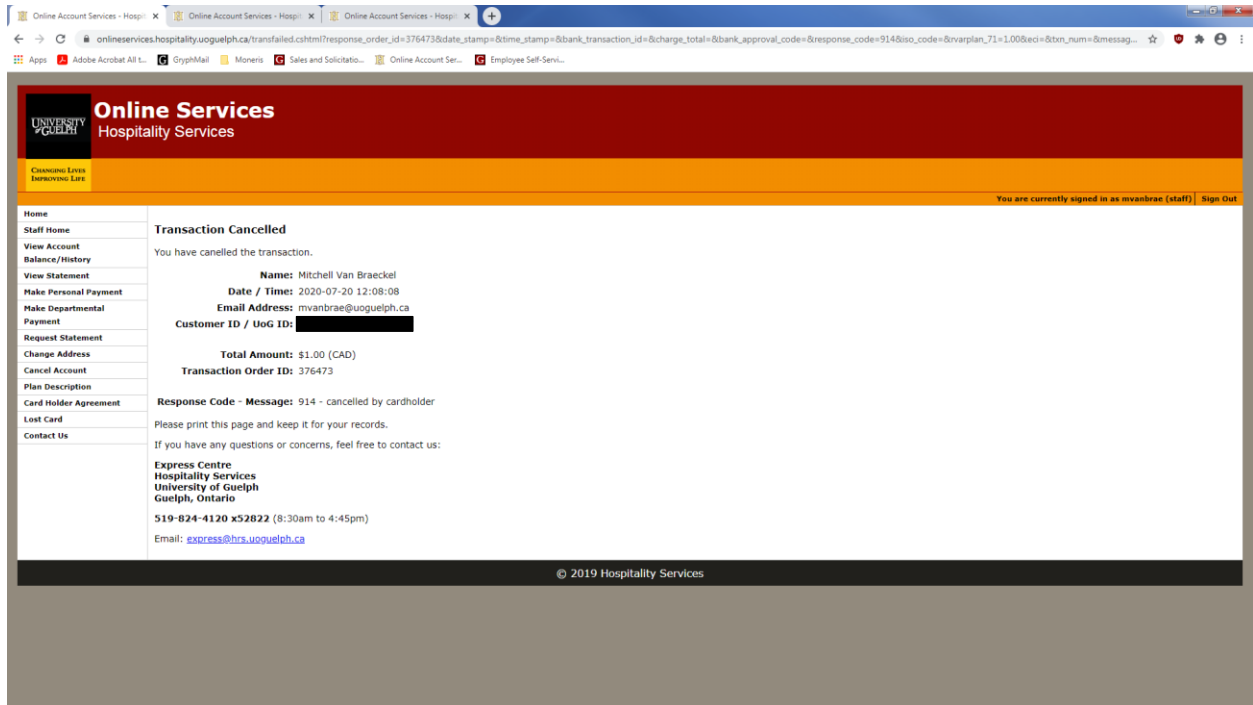 Online Account Services - Hospit
Online Account Services - Hospit
Online Account Services - Hospit
onlineservices.hospitality.uoguelph.ca/transfailed.cshtml?response_order_id=376473&date_stamp=&time_stamp=&bank_transaction_id=&charge_total=&bank_approval_code=&response_code=914&iso_code=&rvarplan_71=1.00&eci=&txn_num=&messag...
Apps Adobe Acrobat All t... GryphMail Moneris Sales and Solicitatio... Online Account Ser... Employee Self-Servi...
UNIVERSITY
of GUELPH
Online Services
Hospitality Services
CHANGING LIVES
IMPROVING LIFE
You are currently signed in as mvanbrae (staff) Sign Out
Home
Staff Home
View Account
Balance/History
View Statement
Make Personal Payment
Make Departmental
Payment
Request Statement
Change Address
Cancel Account
Plan Description
Card Holder Agreement
Lost Card
Contact Us
Transaction Cancelled
You have canelled the transaction.
Name: Mitchell Van Braeckel
Date / Time: 2020-07-20 12:08:08
Email Address: mvanbrae@uoguelph.ca
Customer ID / UoG ID:
Total Amount: $1.00 (CAD)
Transaction Order ID: 376473
Response Code - Message: 914 - cancelled by cardholder
Please print this page and keep it for your records.
If you have any questions or concerns, feel free to contact us:
Express Centre
Hospitality Services
University of Guelph
Guelph, Ontario
519-824-4120 x52822 (8:30am to 4:45pm)
Email: express@hrs.uoguelph.ca
© 2019 Hospitality Services